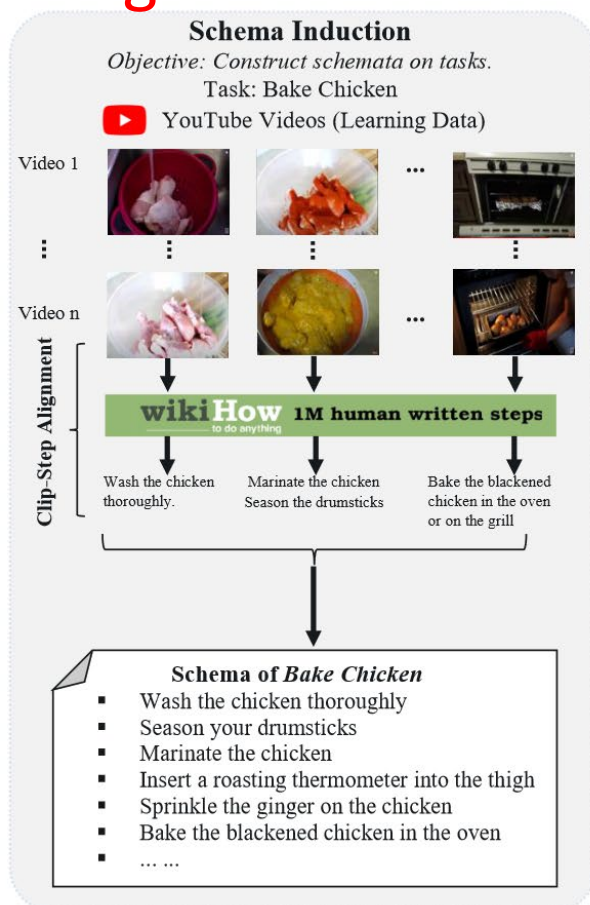 Schema Induction
Objective: Construct schemata on tasks.
Task: Bake Chicken
YouTube Videos (Learning Data)
Video 1
...
...
Video n
...
Clip-Step Alignment
wikiHow 1M human written steps
to do anything
Wash the chicken
thoroughly.
Marinate the chicken
Season the drumsticks
Bake the blackened
chicken in the oven
or on the grill
Schema of Bake Chicken
▪ Wash the chicken thoroughly
▪ Season your drumsticks
▪ Marinate the chicken
▪ Insert a roasting thermometer into the thigh
▪ Sprinkle the ginger on the chicken
▪ Bake the blackened chicken in the oven
▪ ... ...